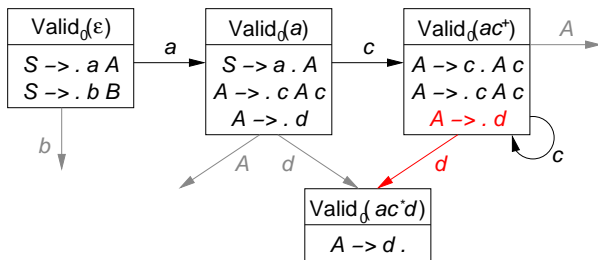 Valid₀(ε)
S −> . a A
S −> . b B
a
b
Valid₀(a)
S −> a . A
A −> . c A c
A −> . d
c
A
d
Valid₀(ac⁺)
A −> c . A c
A −> . c A c
A −> . d
A
c
d
Valid₀(ac*d)
A −> d .